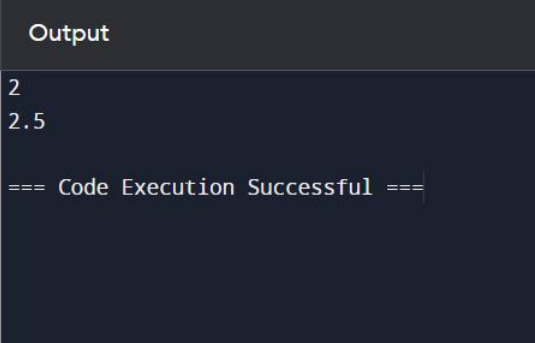 Output
2
2.5
=== Code Execution Successful ===